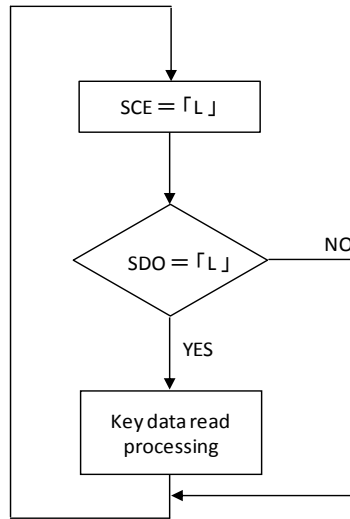 SCE＝「L」
SDO＝「L」
NO
YES
Key data read
processing